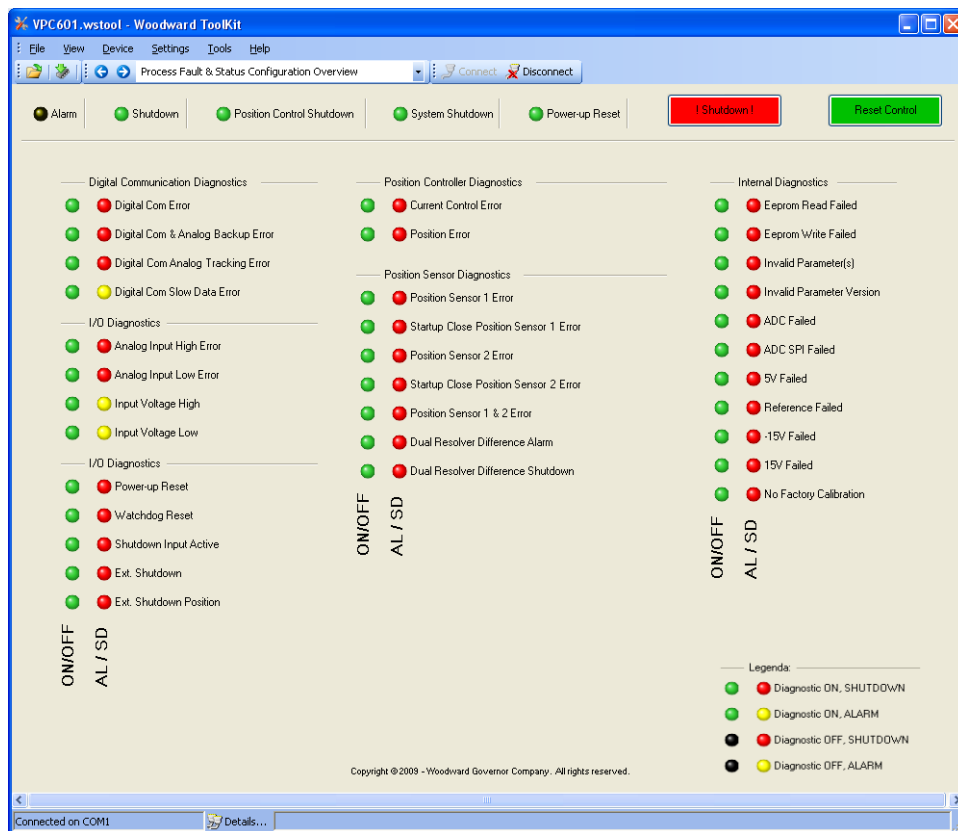 VPC601.wstool - Woodward ToolKit
File View Device Settings Tools Help
Process Fault & Status Configuration Overview Connect Disconnect
Alarm Shutdown Position Control Shutdown System Shutdown Power-up Reset ! Shutdown ! Reset Control
Digital Communication Diagnostics
Digital Com Error
Digital Com & Analog Backup Error
Digital Com Analog Tracking Error
Digital Com Slow Data Error
I/O Diagnostics
Analog Input High Error
Analog Input Low Error
Input Voltage High
Input Voltage Low
I/O Diagnostics
Power-up Reset
Watchdog Reset
Shutdown Input Active
Ext. Shutdown
Ext. Shutdown Position
ON/OFF
AL / SD
Position Controller Diagnostics
Current Control Error
Position Error
Position Sensor Diagnostics
Position Sensor 1 Error
Startup Close Position Sensor 1 Error
Position Sensor 2 Error
Startup Close Position Sensor 2 Error
Position Sensor 1 & 2 Error
Dual Resolver Difference Alarm
Dual Resolver Difference Shutdown
ON/OFF
AL / SD
Internal Diagnostics
Eeprom Read Failed
Eeprom Write Failed
Invalid Parameter(s)
Invalid Parameter Version
ADC Failed
ADC SPI Failed
5V Failed
Reference Failed
-15V Failed
15V Failed
No Factory Calibration
ON/OFF
AL / SD
Legenda:
Diagnostic ON, SHUTDOWN
Diagnostic ON, ALARM
Diagnostic OFF, SHUTDOWN
Diagnostic OFF, ALARM
Copyright © 2009 - Woodward Governor Company. All rights reserved.
Connected on COM1 Details...